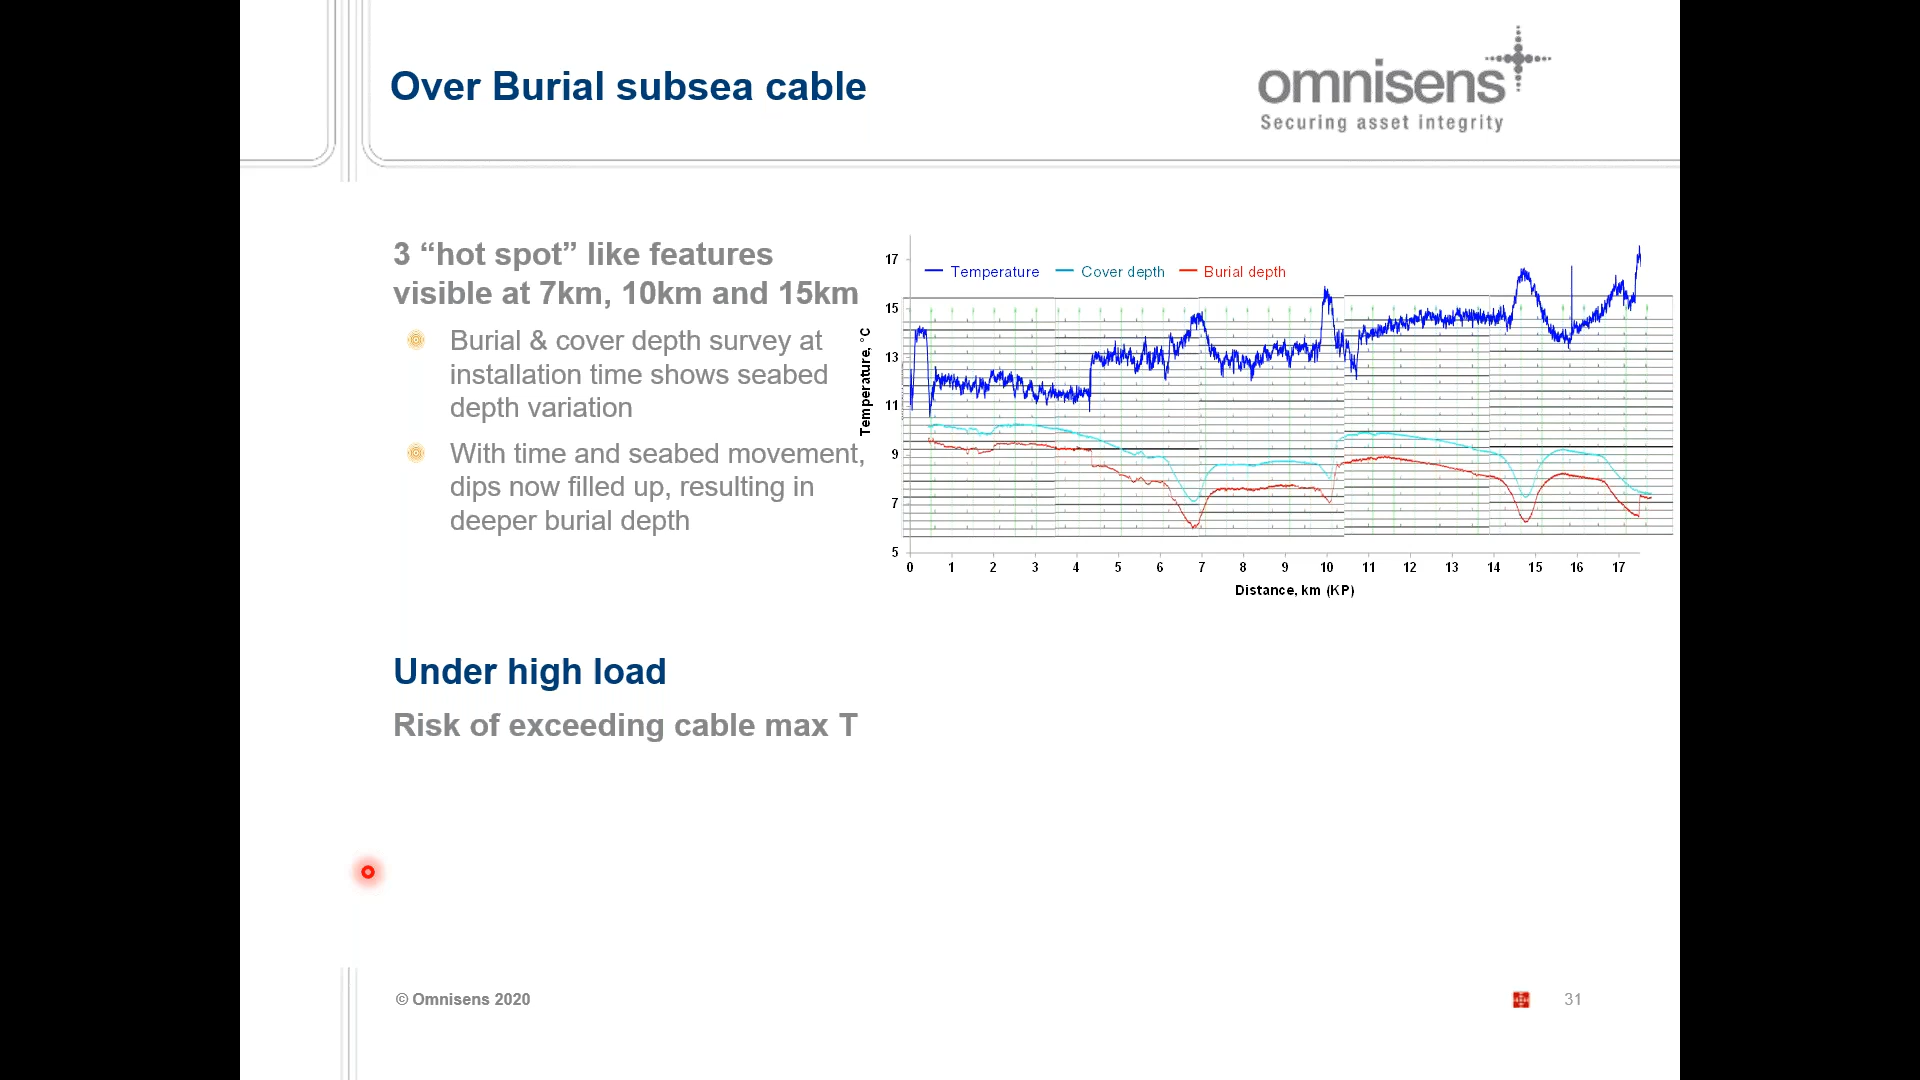 Over Burial subsea cable
omnisens
Securing asset integrity
3 “hot spot” like features
visible at 7km, 10km and 15km
Burial & cover depth survey at
installation time shows seabed
depth variation
With time and seabed movement,
dips now filled up, resulting in
deeper burial depth
Under high load
Risk of exceeding cable max T
Temperature Cover depth Burial depth
Temperature, °C
17
15
13
11
9
7
5
0 1 2 3 4 5 6 7 8 9 10 11 12 13 14 15 16 17
Distance, km (KP)
© Omnisens 2020
31